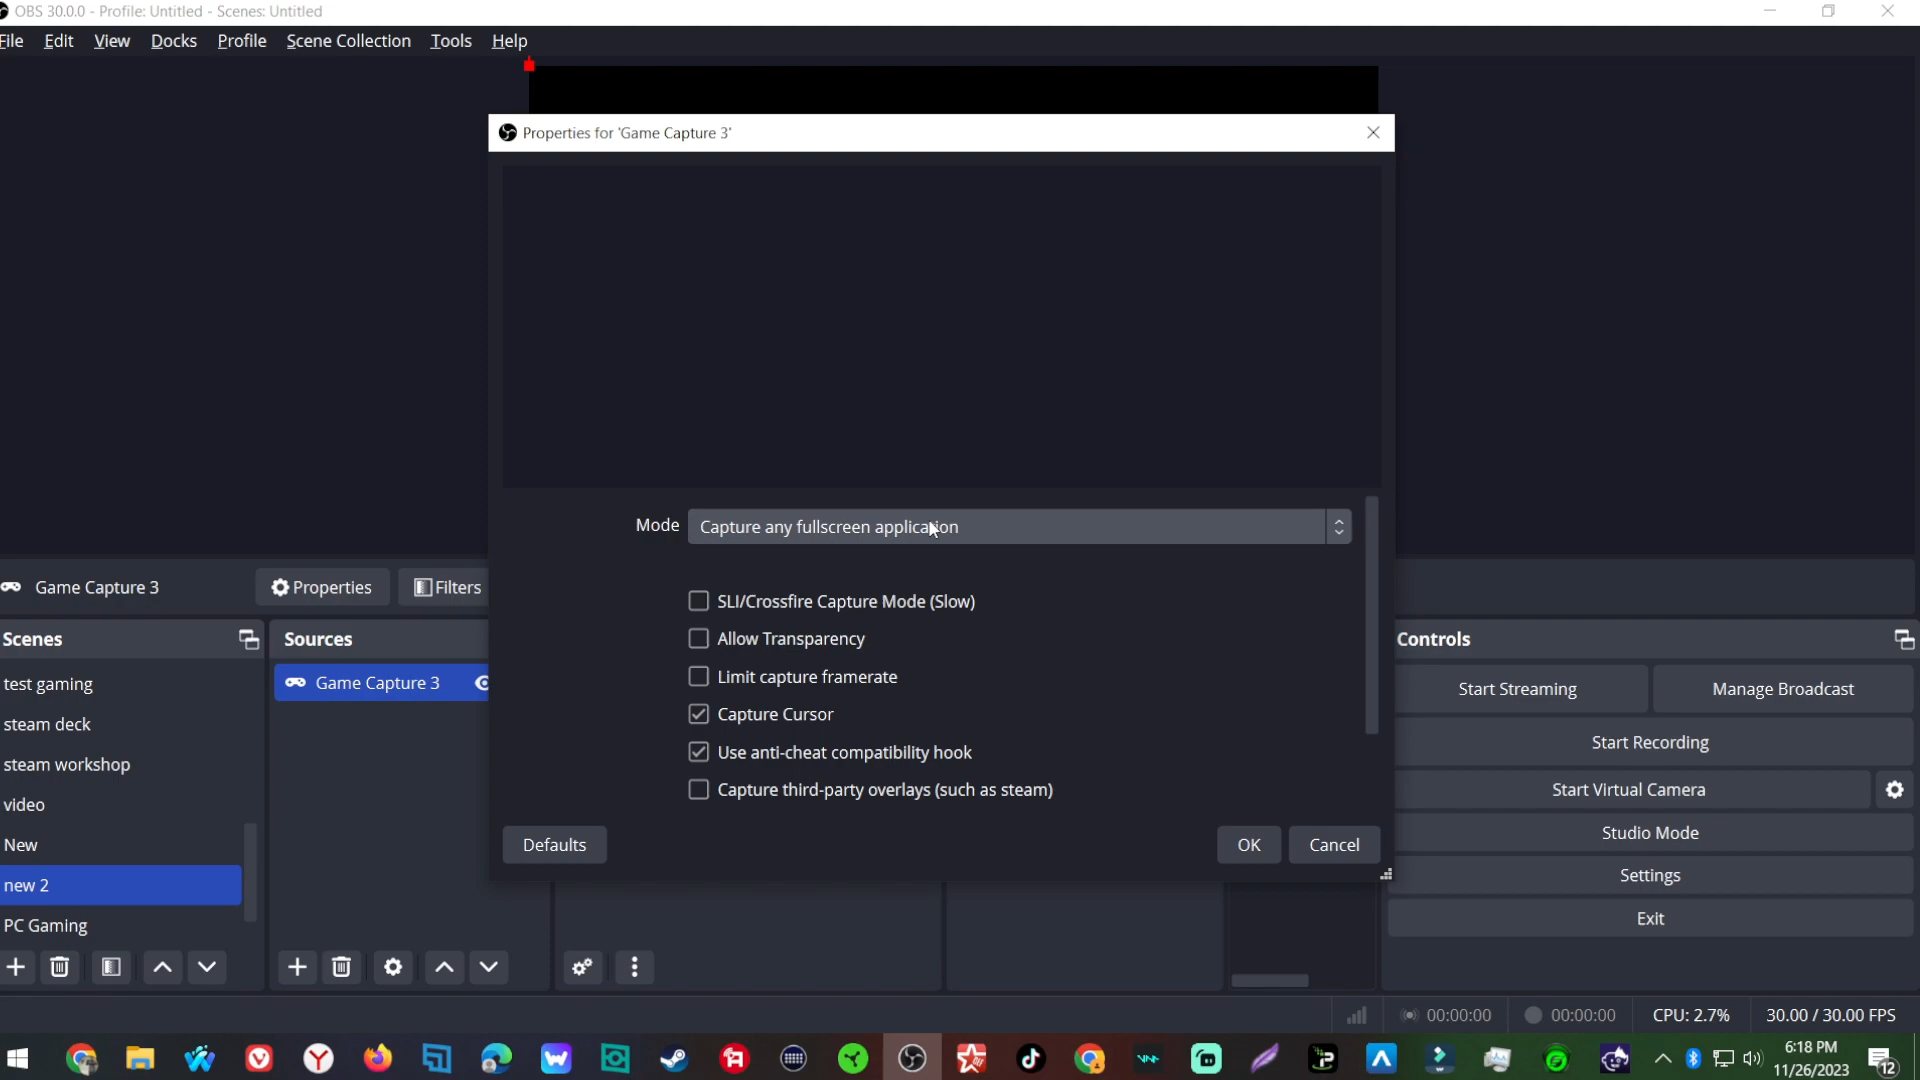 OBS 30.0.0 - Profile: Untitled - Scenes: Untitled
File Edit View Docks Profile Scene Collection Tools Help
Properties for 'Game Capture 3'
Mode Capture any fullscreen application
SLI/Crossfire Capture Mode (Slow)
Allow Transparency
Limit capture framerate
Capture Cursor
Use anti-cheat compatibility hook
Capture third-party overlays (such as steam)
Defaults OK Cancel
Game Capture 3 Properties Filters
Scenes
test gaming
steam deck
steam workshop
video
New
new 2
PC Gaming
Sources
Game Capture 3
Controls
Start Streaming Manage Broadcast
Start Recording
Start Virtual Camera
Studio Mode
Settings
Exit
00:00:00 00:00:00 CPU: 2.7% 30.00 / 30.00 FPS
6:18 PM
11/26/2023
12